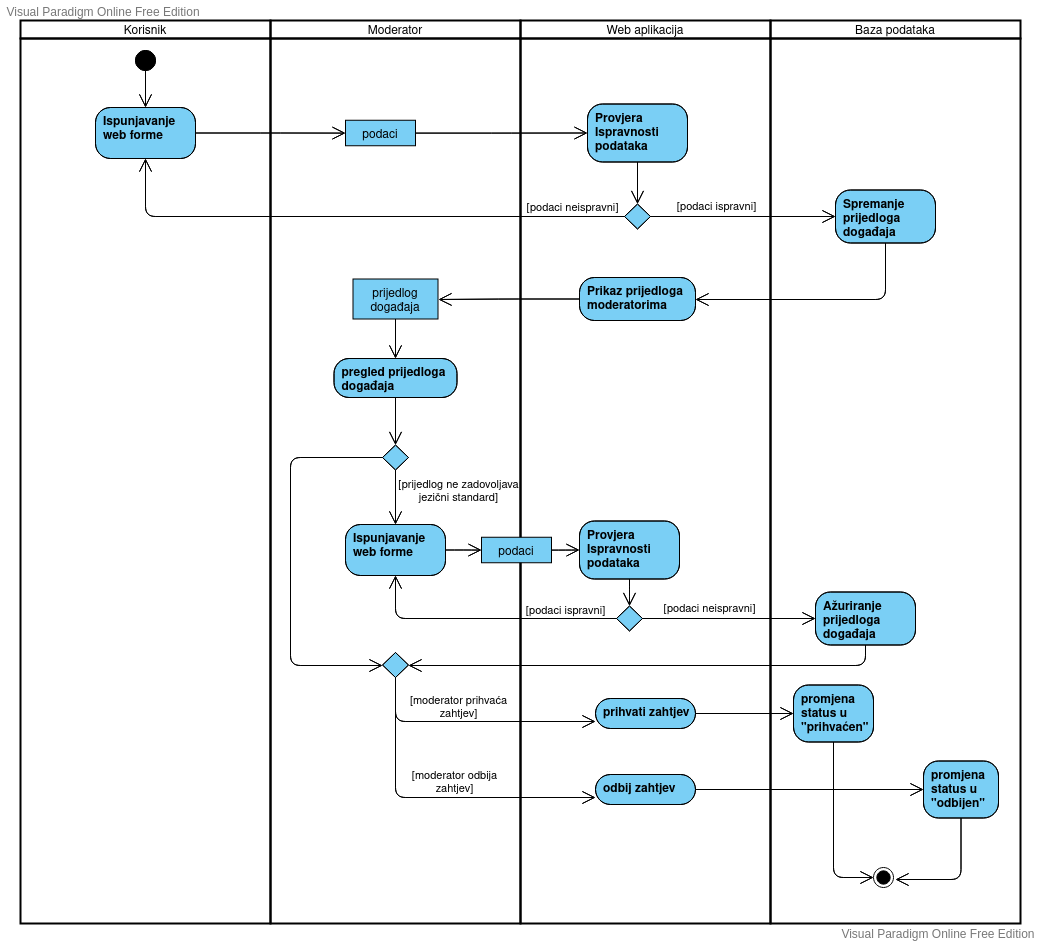 Visual Paradigm Online Free Edition
Korisnik
Moderator
Web aplikacija
Baza podataka
Ispunjavanje
web forme
podaci
Provjera
Ispravnosti
podataka
[podaci neispravni]
[podaci ispravni]
Spremanje
prijedloga
događaja
prijedlog
događaja
Prikaz prijedloga
moderatorima
pregled prijedloga
događaja
[prijedlog ne zadovoljava
jezični standard]
Ispunjavanje
web forme
podaci
Provjera
Ispravnosti
podataka
[podaci ispravni]
[podaci neispravni]
Ažuriranje
prijedloga
događaja
[moderator prihvaća
zahtjev]
prihvati zahtjev
promjena
status u
"prihvaćen"
[moderator odbija
zahtjev]
odbij zahtjev
promjena
status u
"odbijen"
Visual Paradigm Online Free Edition